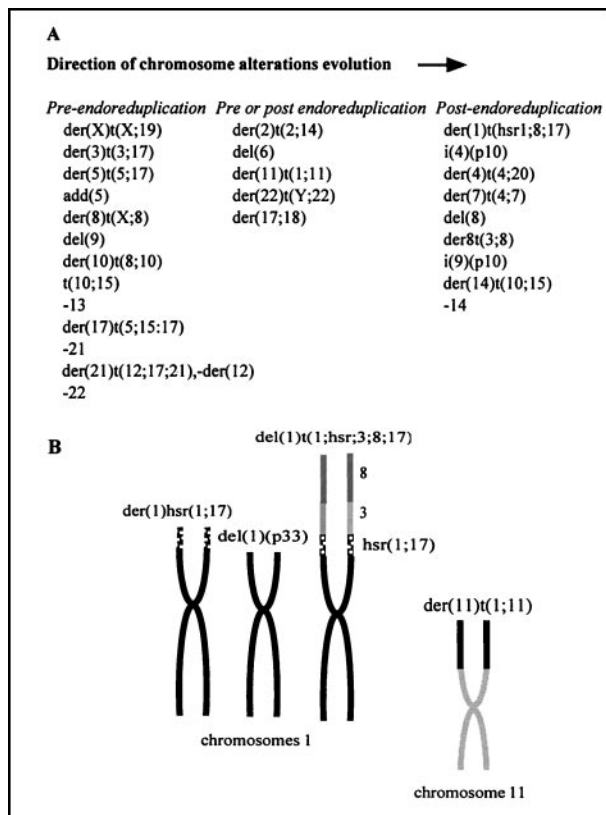 A
Direction of chromosome alterations evolution
Pre-endoreduplication Pre or post endoreduplication Post-endoreduplication
der(X)t(X;19) der(2)t(2;14) der(1)t(hsr1;8;17)
der(3)t(3;17) del(6) i(4)(p10)
der(5)t(5;17) der(11)t(1;11) der(4)t(4;20)
add(5) der(22)t(Y;22) der(7)t(4;7)
der(8)t(X;8) der(17;18) del(8)
del(9) der8t(3;8)
der(10)t(8;10) i(9)(p10)
t(10;15) der(14)t(10;15)
-13 -14
der(17)t(5;15:17)
-21
der(21)t(12;17;21),-der(12)
-22
B
del(1)t(1;hsr;3;8;17)
8
der(1)hsr(1;17)
3
del(1)(p33) hsr(1;17)
der(11)t(1;11)
chromosomes 1
chromosome 11